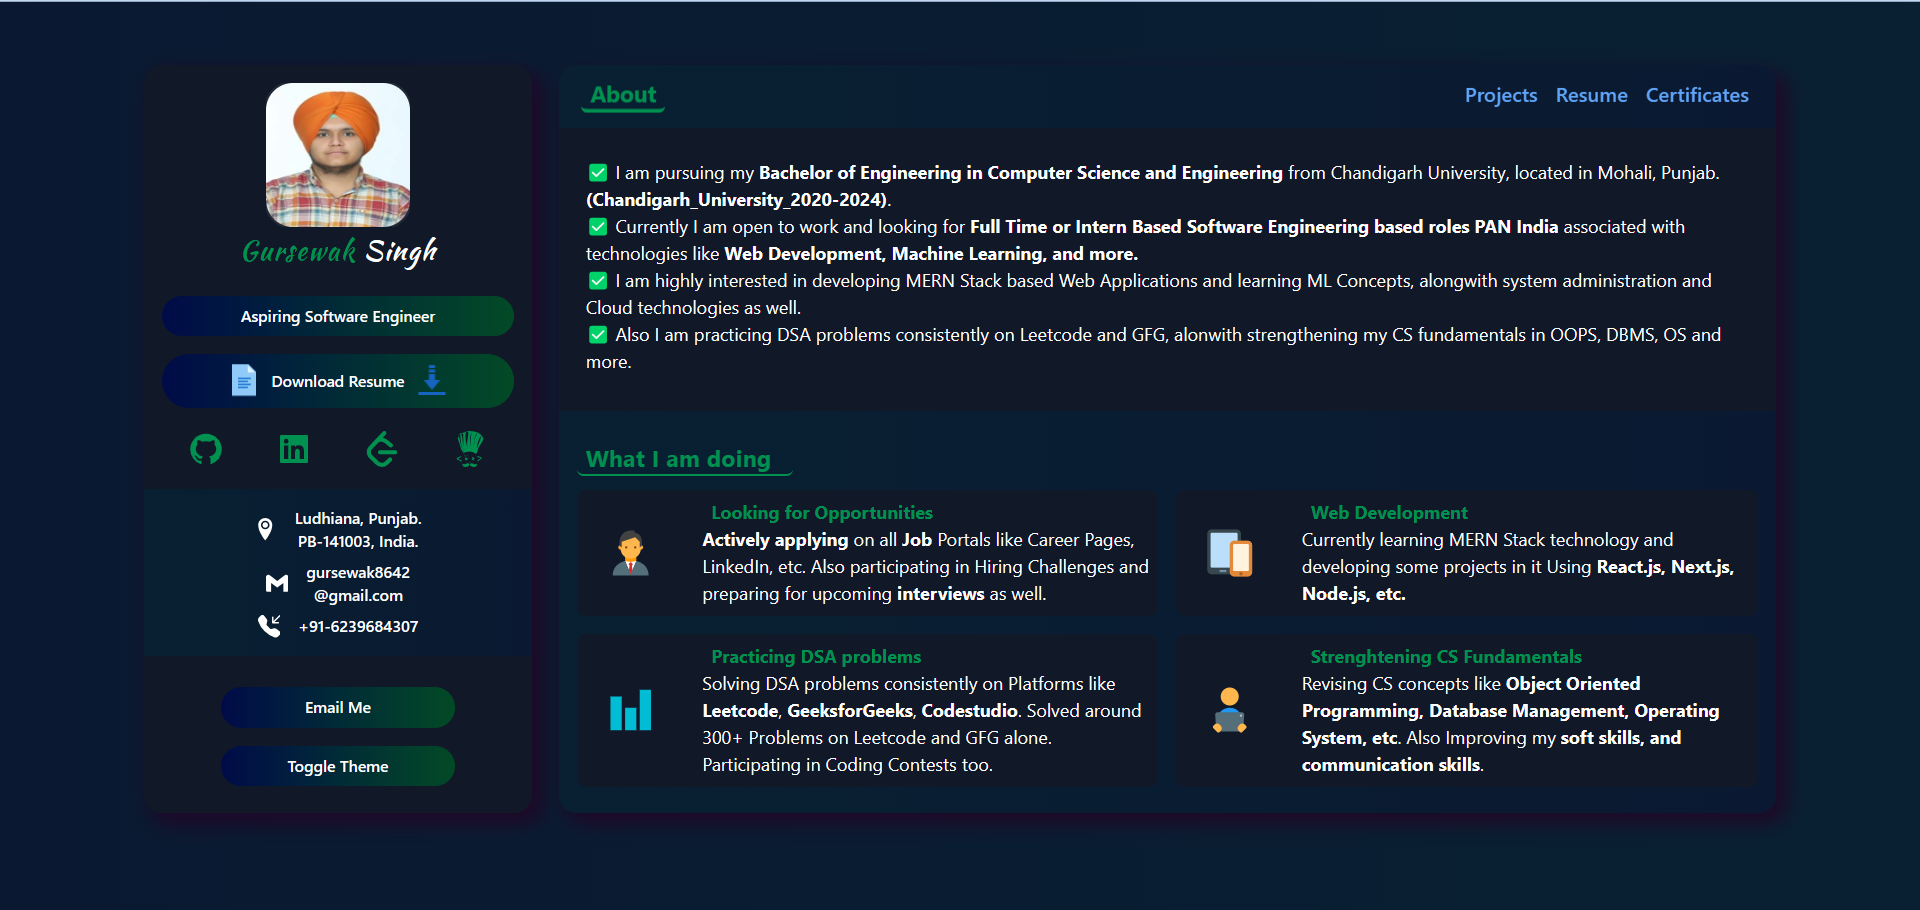 Gursewak Singh
Aspiring Software Engineer
Download Resume
Ludhiana, Punjab.
PB-141003, India.
gursewak8642
@gmail.com
+91-6239684307
Email Me
Toggle Theme
About
Projects Resume Certificates
✅ I am pursuing my Bachelor of Engineering in Computer Science and Engineering from Chandigarh University, located in Mohali, Punjab.
(Chandigarh_University_2020-2024).
✅ Currently I am open to work and looking for Full Time or Intern Based Software Engineering based roles PAN India associated with
technologies like Web Development, Machine Learning, and more.
✅ I am highly interested in developing MERN Stack based Web Applications and learning ML Concepts, alongwith system administration and
Cloud technologies as well.
✅ Also I am practicing DSA problems consistently on Leetcode and GFG, alonwith strengthening my CS fundamentals in OOPS, DBMS, OS and
more.
What I am doing
Looking for Opportunities
Actively applying on all Job Portals like Career Pages,
LinkedIn, etc. Also participating in Hiring Challenges and
preparing for upcoming interviews as well.
Web Development
Currently learning MERN Stack technology and
developing some projects in it Using React.js, Next.js,
Node.js, etc.
Practicing DSA problems
Solving DSA problems consistently on Platforms like
Leetcode, GeeksforGeeks, Codestudio. Solved around
300+ Problems on Leetcode and GFG alone.
Participating in Coding Contests too.
Strenghtening CS Fundamentals
Revising CS concepts like Object Oriented
Programming, Database Management, Operating
System, etc. Also Improving my soft skills, and
communication skills.